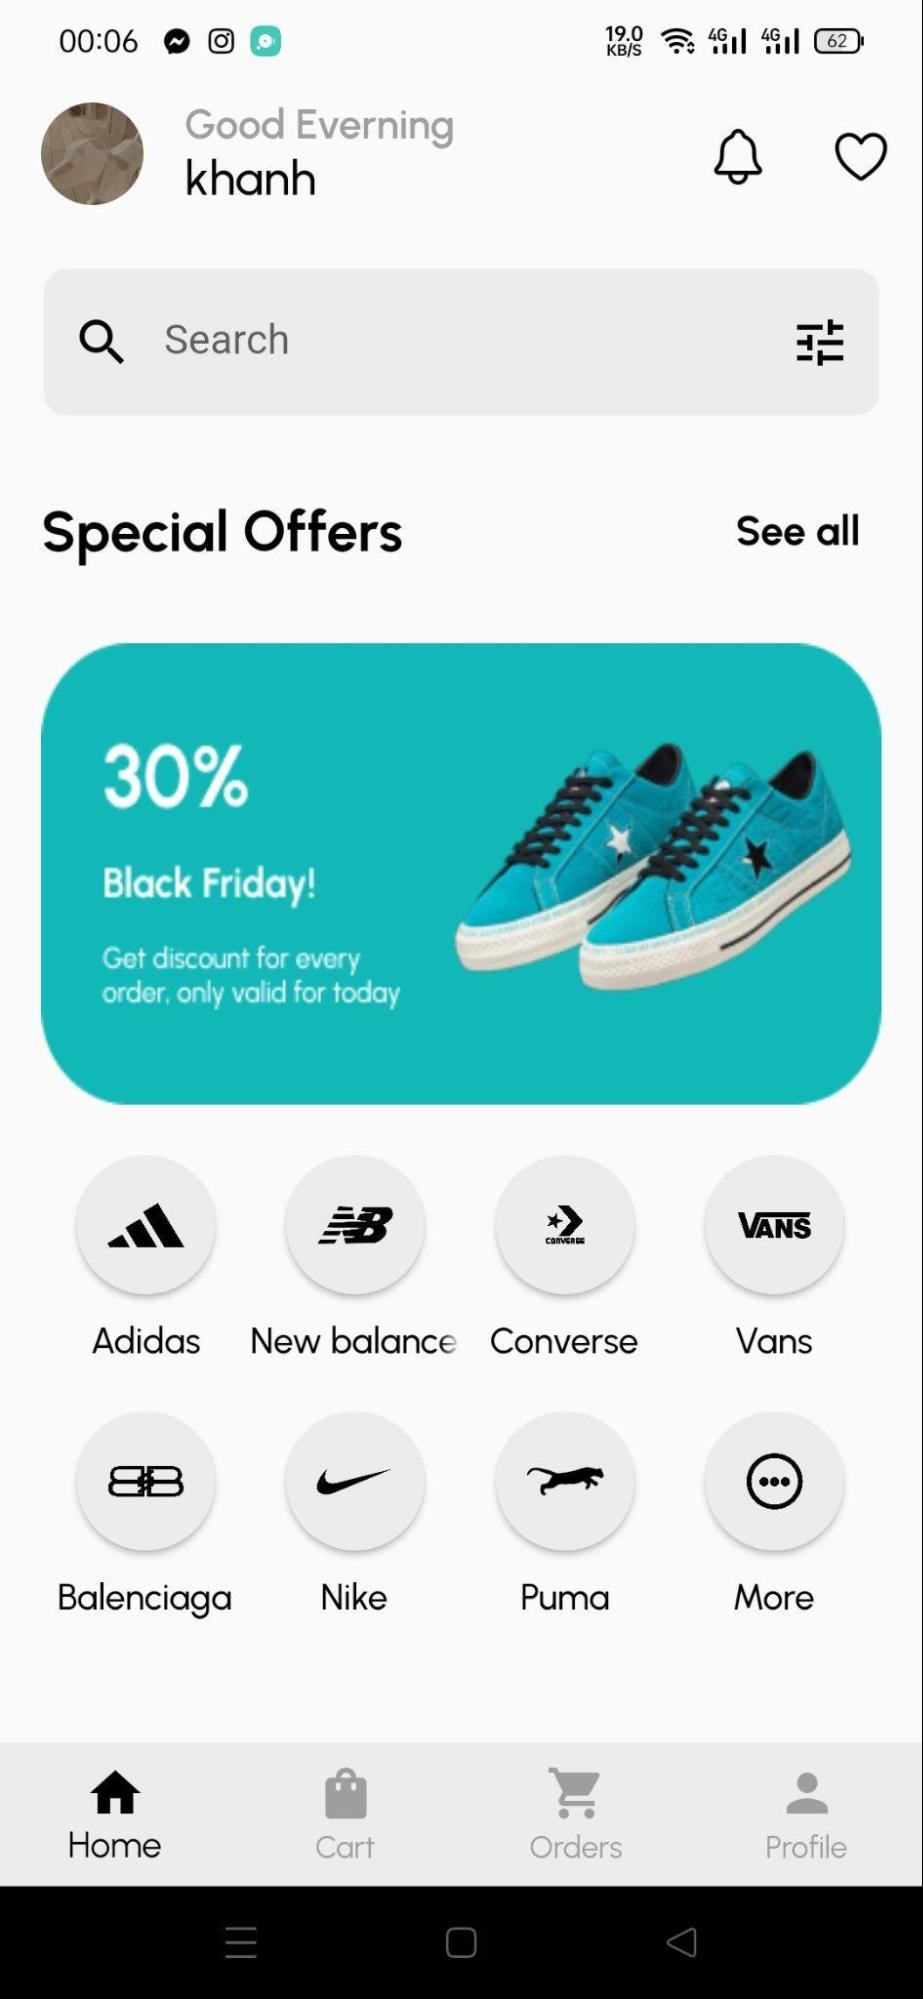 00:06 19.0 KB/S 4G 4G 62
Good Everning
khanh
Search
Special Offers See all
30%
Black Friday!
Get discount for every
order, only valid for today
CONVERSE VANS
Adidas New balance Converse Vans
Balenciaga Nike Puma More
Home Cart Orders Profile